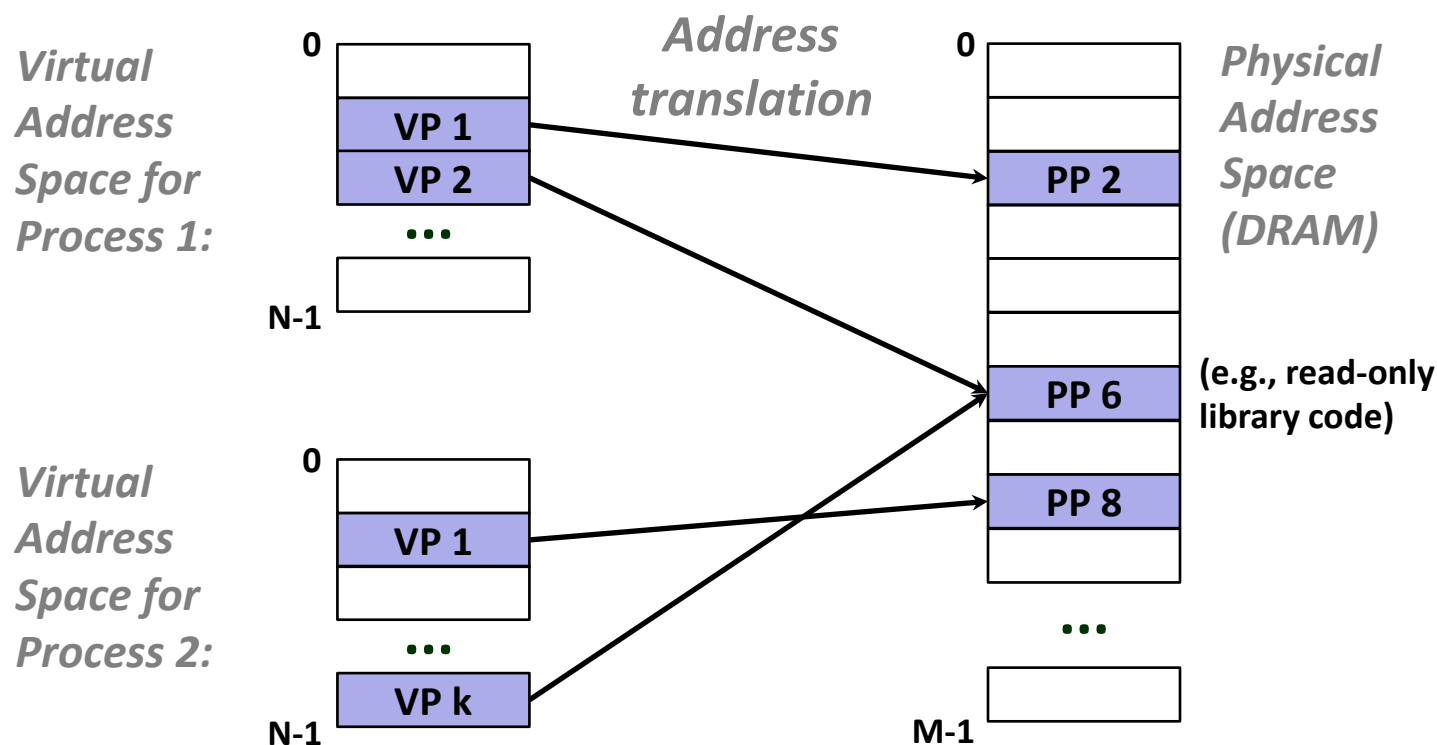 Virtual
Address
Space for
Process 1:
0
VP 1
VP 2
...
N-1
Address
translation
0
PP 2
PP 6
PP 8
...
M-1
Physical
Address
Space
(DRAM)
(e.g., read-only
library code)
Virtual
Address
Space for
Process 2:
0
VP 1
...
VP k
N-1